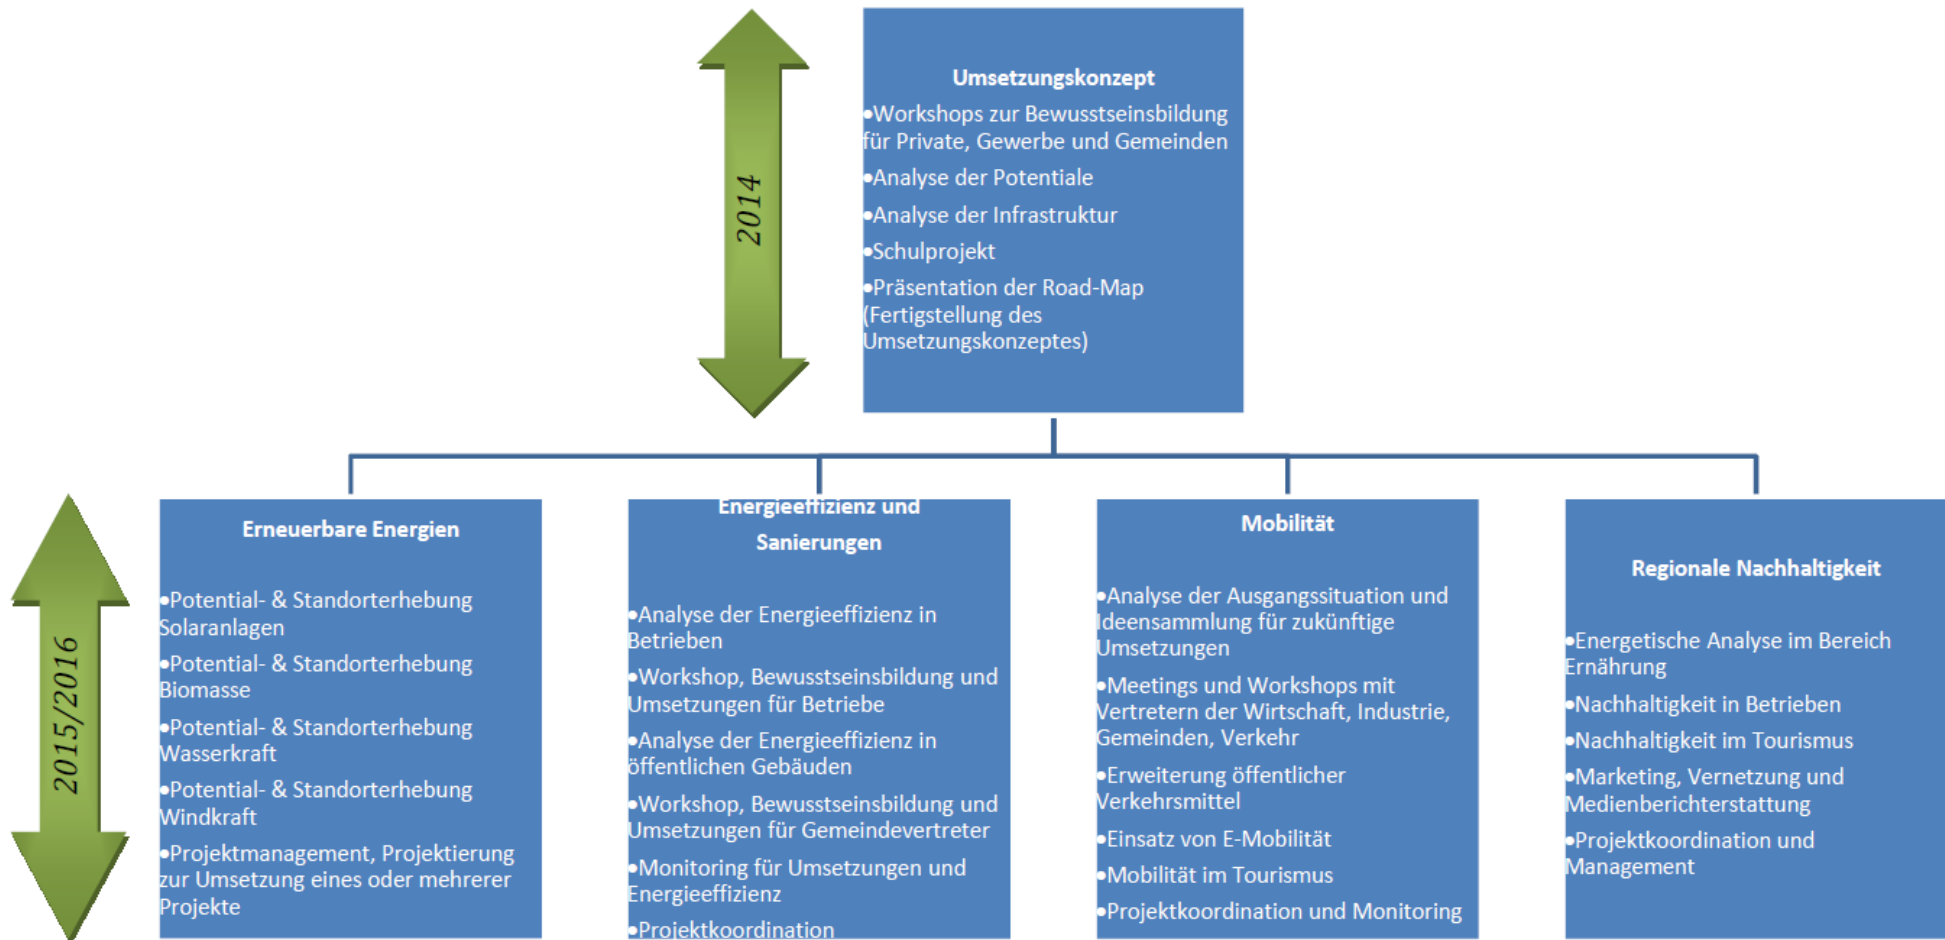 2014
Umsetzungskonzept
•Workshops zur Bewusstseinsbildung
für Private, Gewerbe und Gemeinden
•Analyse der Potentiale
•Analyse der Infrastruktur
•Schulprojekt
•Präsentation der Road-Map
(Fertigstellung des
Umsetzungskonzeptes)
2015/2016
Erneuerbare Energien
•Potential- & Standorterhebung
Solaranlagen
•Potential- & Standorterhebung
Biomasse
•Potential- & Standorterhebung
Wasserkraft
•Potential- & Standorterhebung
Windkraft
•Projektmanagement, Projektierung
zur Umsetzung eines oder mehrerer
Projekte
Energieeffizienz und
Sanierungen
•Analyse der Energieeffizienz in
Betrieben
•Workshop, Bewusstseinsbildung und
Umsetzungen für Betriebe
•Analyse der Energieeffizienz in
öffentlichen Gebäuden
•Workshop, Bewusstseinsbildung und
Umsetzungen für Gemeindevertreter
•Monitoring für Umsetzungen und
Energieeffizienz
•Projektkoordination
Mobilität
•Analyse der Ausgangssituation und
Ideensammlung für zukünftige
Umsetzungen
•Meetings und Workshops mit
Vertretern der Wirtschaft, Industrie,
Gemeinden, Verkehr
•Erweiterung öffentlicher
Verkehrsmittel
•Einsatz von E-Mobilität
•Mobilität im Tourismus
•Projektkoordination und Monitoring
Regionale Nachhaltigkeit
•Energetische Analyse im Bereich
Ernährung
•Nachhaltigkeit in Betrieben
•Nachhaltigkeit im Tourismus
•Marketing, Vernetzung und
Medienberichterstattung
•Projektkoordination und
Management